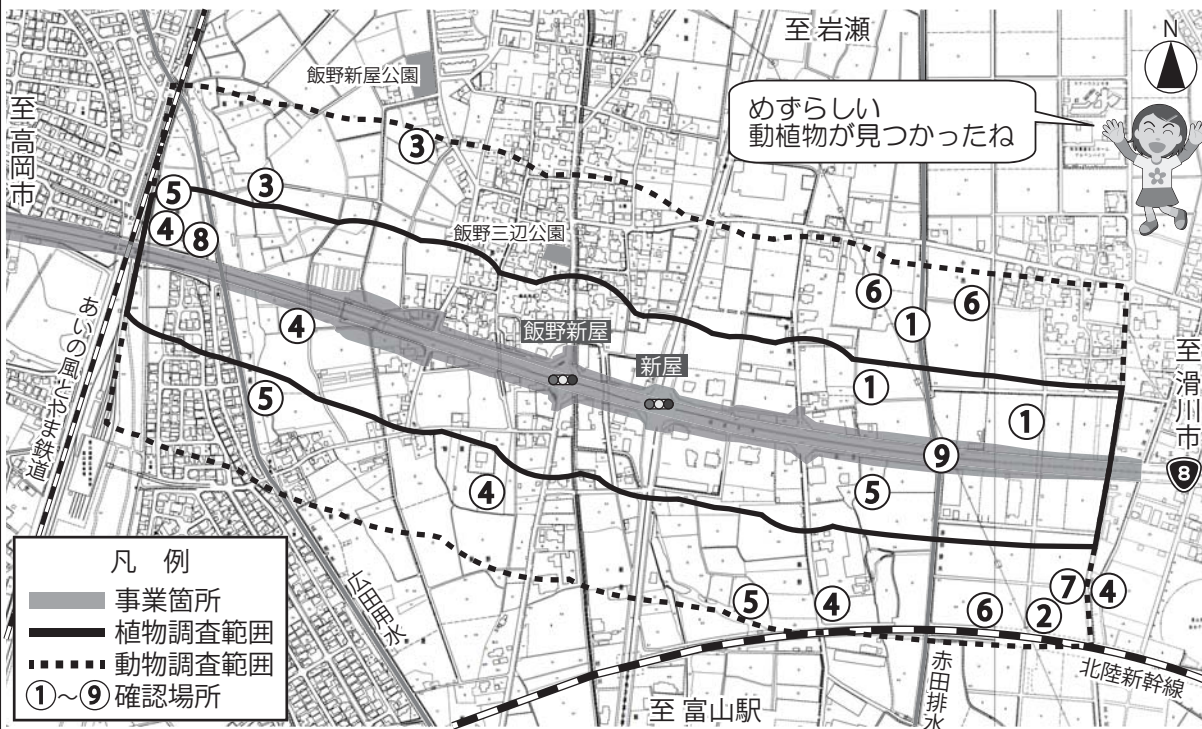 至 岩瀬
N
飯野新屋公園
至 高岡市
めずらしい
動植物が見つかったね
③
⑤
③
④
⑧
飯野三辺公園
⑥
⑥
①
あいの風とやま鉄道
④
飯野新屋
新屋
至 滑川市
①
①
⑤
⑨
8
④
⑤
凡 例
事業箇所
植物調査範囲
動物調査範囲
①～⑨確認場所
広田用水
⑤
④
⑥
②
⑦
④
赤田排水
北陸新幹線
至 富山駅